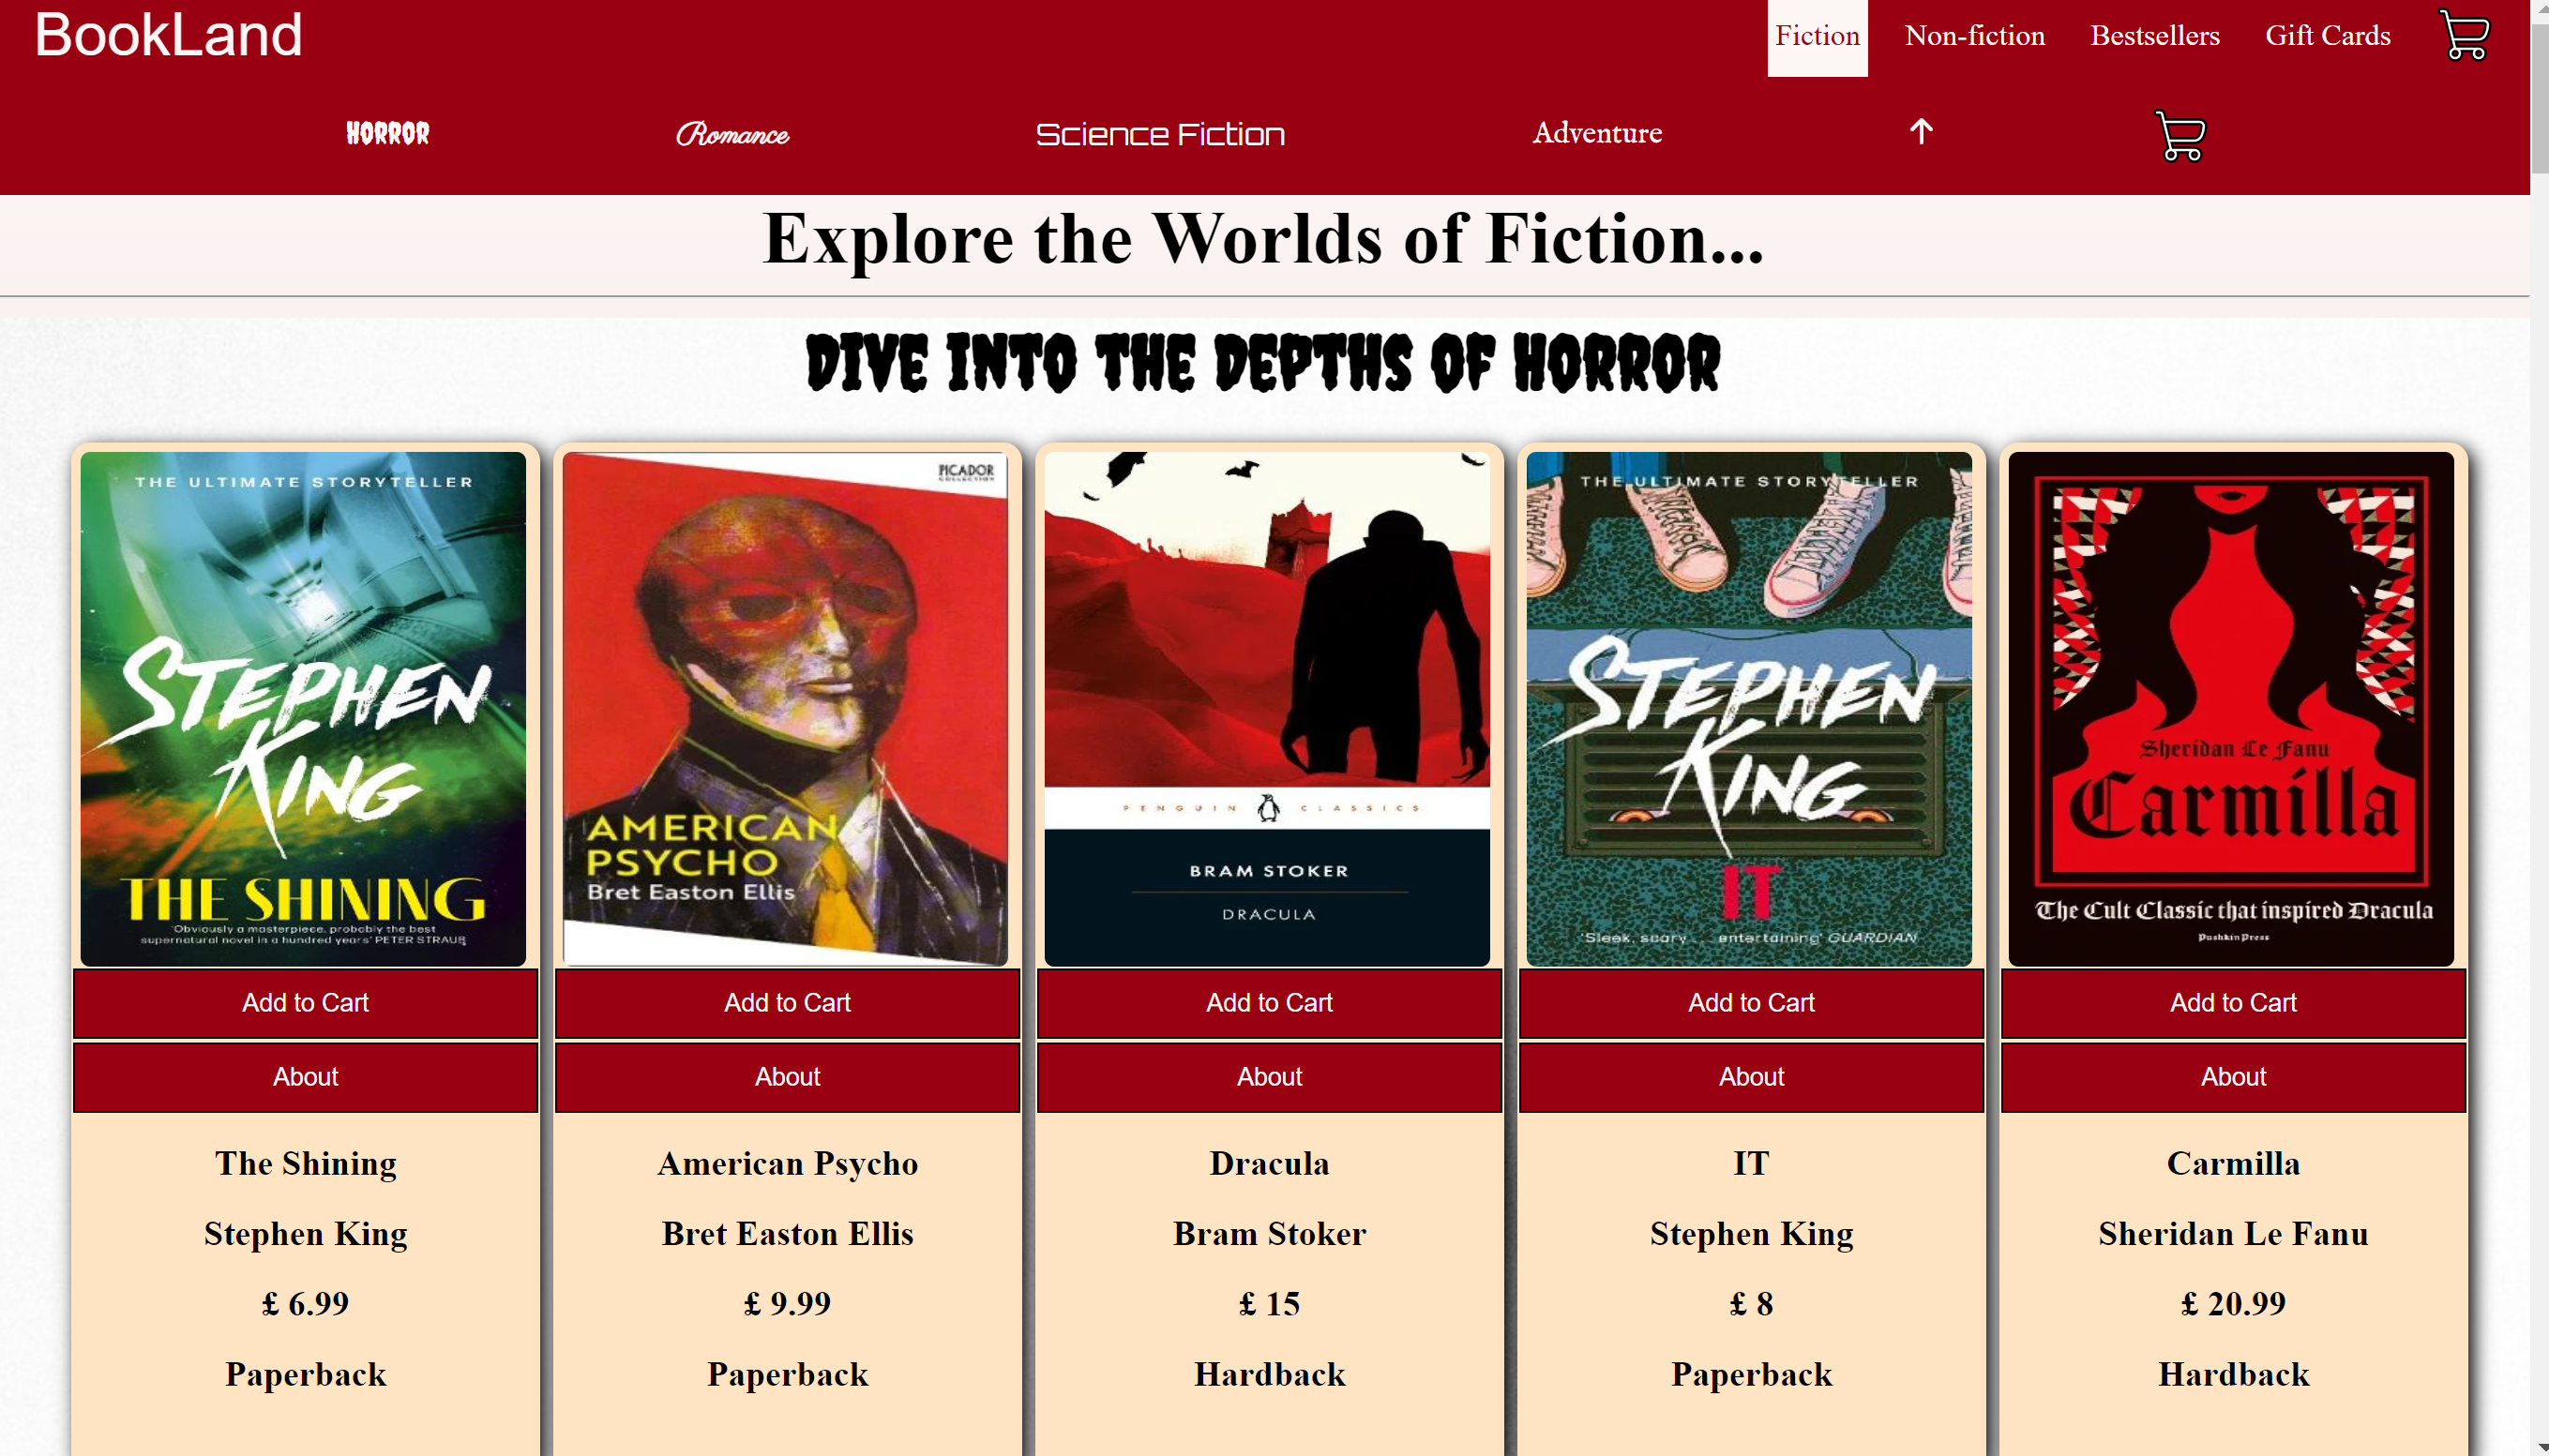 BookLand
Fiction Non-fiction Bestsellers Gift Cards
HORROR Romance Science Fiction Adventure
Explore the Worlds of Fiction...
DIVE INTO THE DEPTHS OF HORROR
THE ULTIMATE STORYTELLER
STEPHEN
KING
THE SHINING
'Obviously a masterpiece, probably the best
supernatural novel in a hundred years' PETER STRAUB
PICADOR
COLLECTION
AMERICAN
PSYCHO
Bret Easton Ellis
PENGUIN CLASSICS
BRAM STOKER
DRACULA
THE ULTIMATE STORYTELLER
STEPHEN
KING
IT
'Sleek, scary... entertaining' GUARDIAN
Sheridan Le Fanu
Carmilla
The Cult Classic that inspired Dracula
Pushkin Press
Add to Cart Add to Cart Add to Cart Add to Cart Add to Cart
About About About About About
The Shining American Psycho Dracula IT Carmilla
Stephen King Bret Easton Ellis Bram Stoker Stephen King Sheridan Le Fanu
£ 6.99 £ 9.99 £ 15 £ 8 £ 20.99
Paperback Paperback Hardback Paperback Hardback